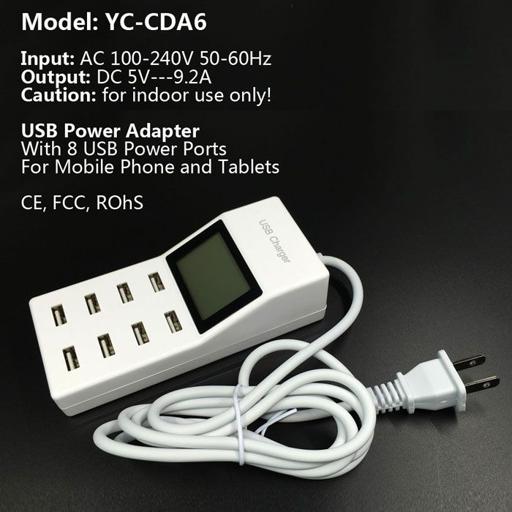 Model: YC-CDA6
Input: AC 100-240V 50-60Hz
Output: DC 5V---9.2A
Caution: for indoor use only!
USB Power Adapter
With 8 USB Power Ports
For Mobile Phone and Tablets
CE, FCC, ROhS
USB Charger